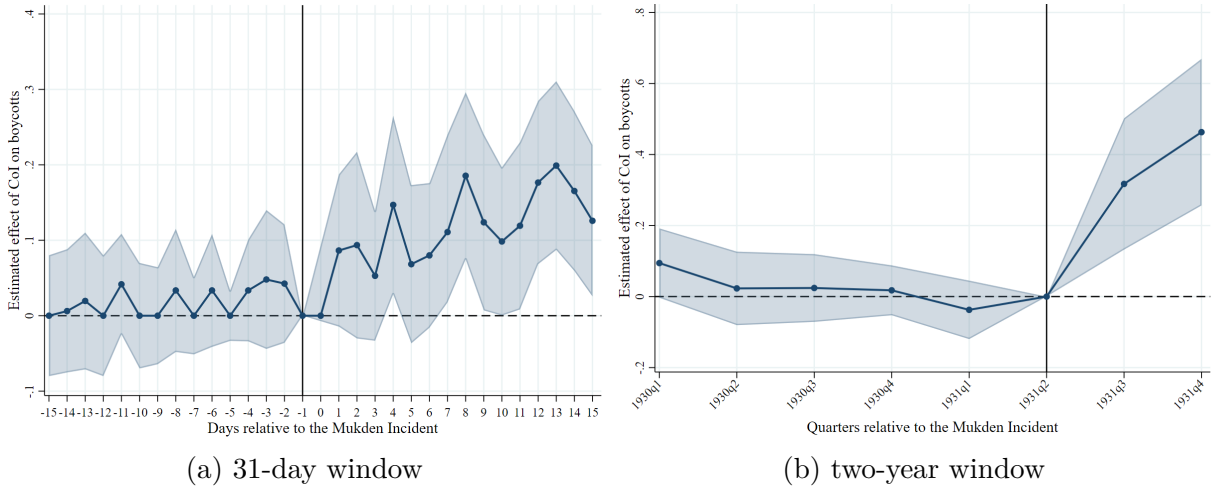 Estimated effect of CoI on boycotts
.4
.3
.2
.1
0
-.1
-15 -14 -13 -12 -11 -10 -9 -8 -7 -6 -5 -4 -3 -2 -1 0 1 2 3 4 5 6 7 8 9 10 11 12 13 14 15
Days relative to the Mukden Incident
(a) 31-day window
Estimated effect of CoI on boycotts
.8
.6
.4
.2
0
-.2
1930q1 1930q2 1930q3 1930q4 1931q1 1931q2 1931q3 1931q4
Quarters relative to the Mukden Incident
(b) two-year window